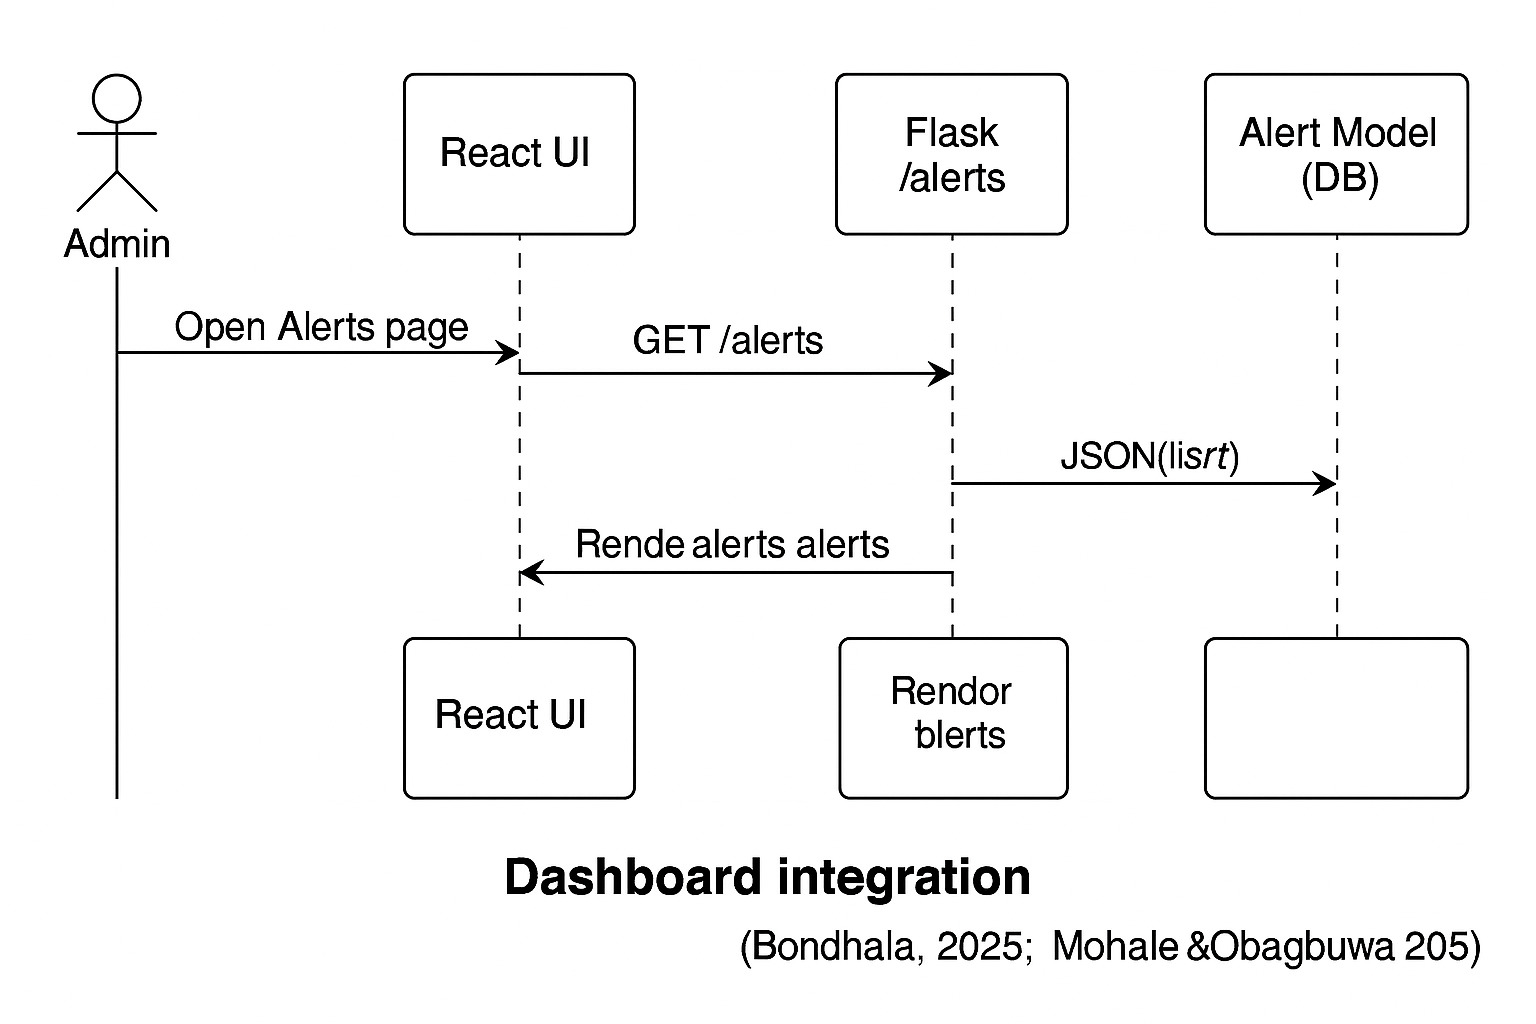 React UI
Flask
/alerts
Alert Model
(DB)
Admin
Open Alerts page
GET /alerts
JSON(lisrt)
Rende alerts alerts
React UI
Rendor
blerts
Dashboard integration
(Bondhala, 2025; Mohale &Obagbuwa 205)